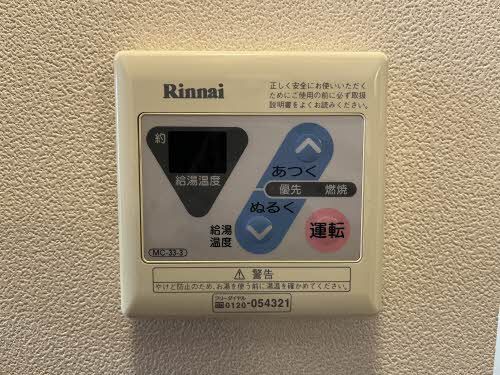 Rinnai
正しく安全にお使いいただく
ためにご使用の前に必ず取扱
説明書をよくお読みください。
約
給湯温度
あつく
優先 燃焼
ぬるく
給湯
温度
運転
MC-33-3
⚠ 警告
やけど防止のため、お湯を使う前に湯温を確かめてください。
フリーダイヤル
0120-054321